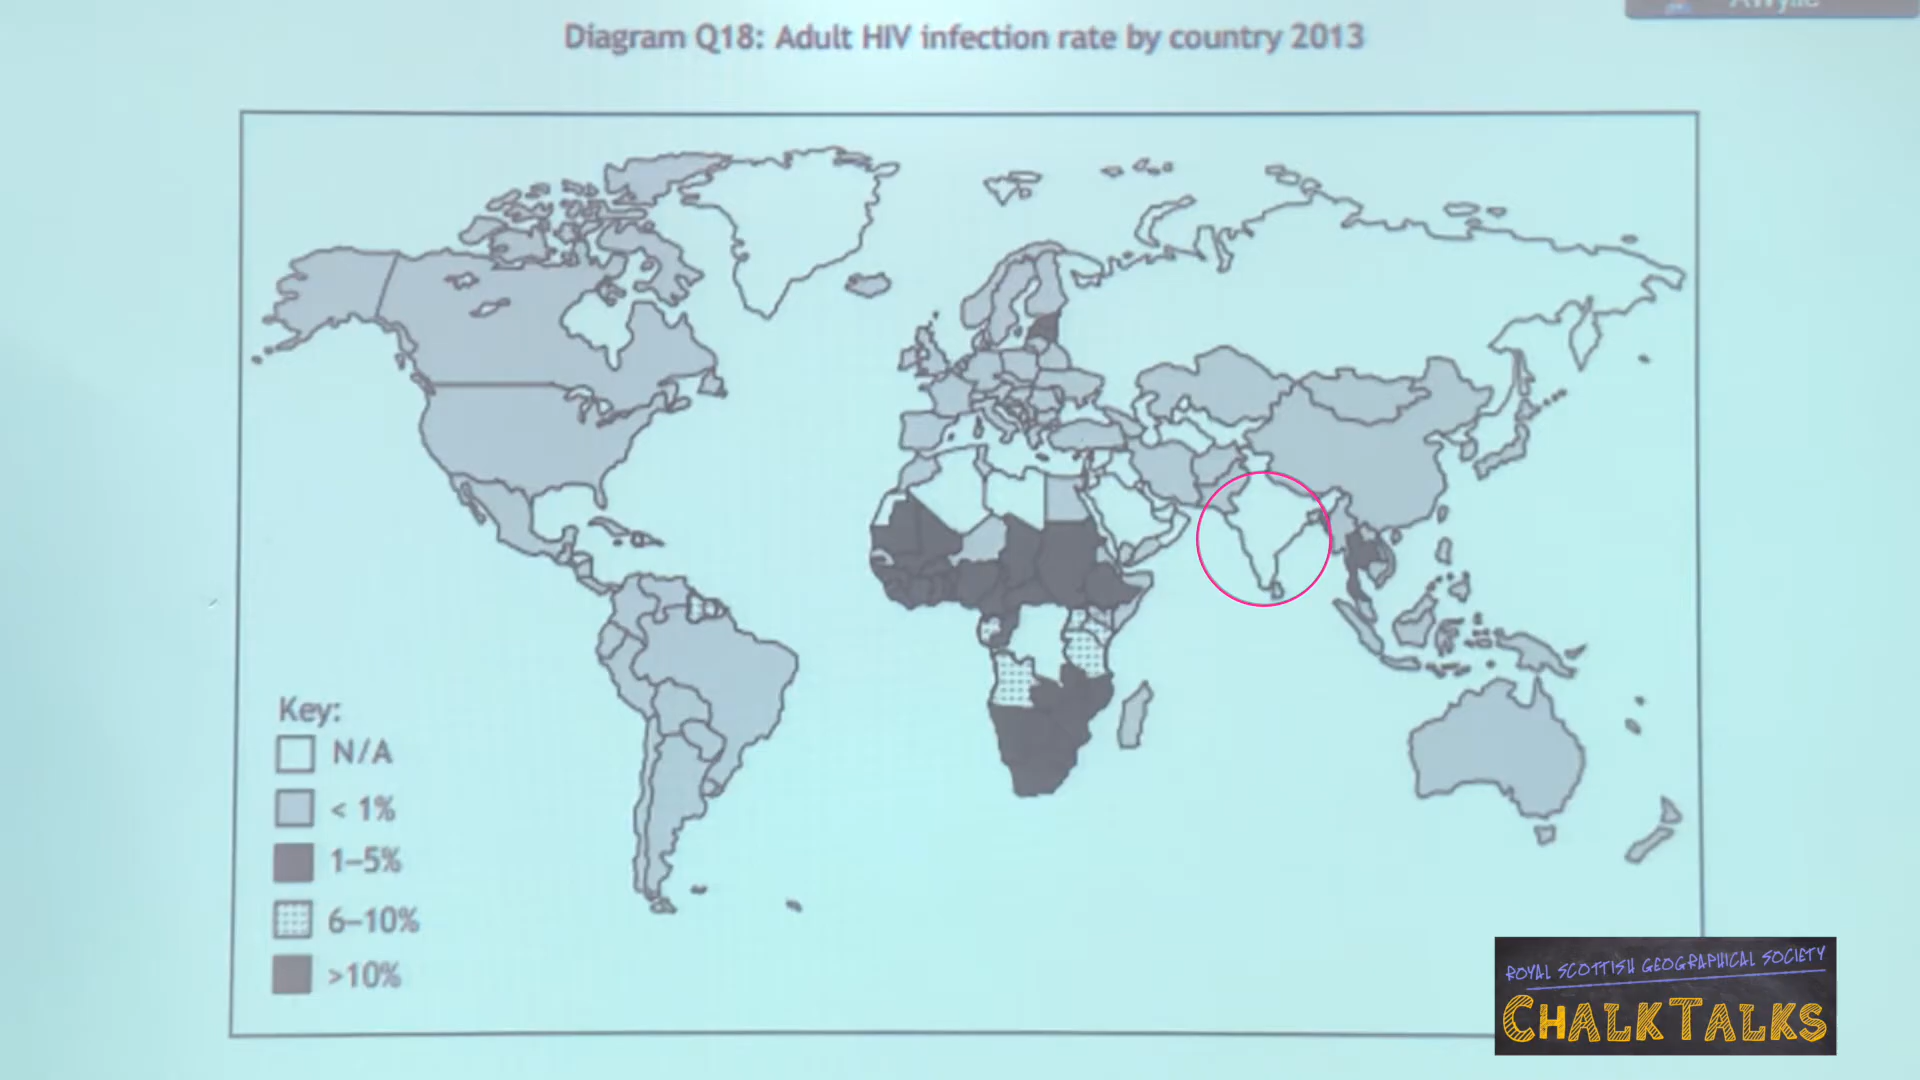 Diagram Q18: Adult HIV infection rate by country 2013
Key:
N/A
< 1%
1–5%
6–10%
>10%
ROYAL SCOTTISH GEOGRAPHICAL SOCIETY
CHALKTALKS